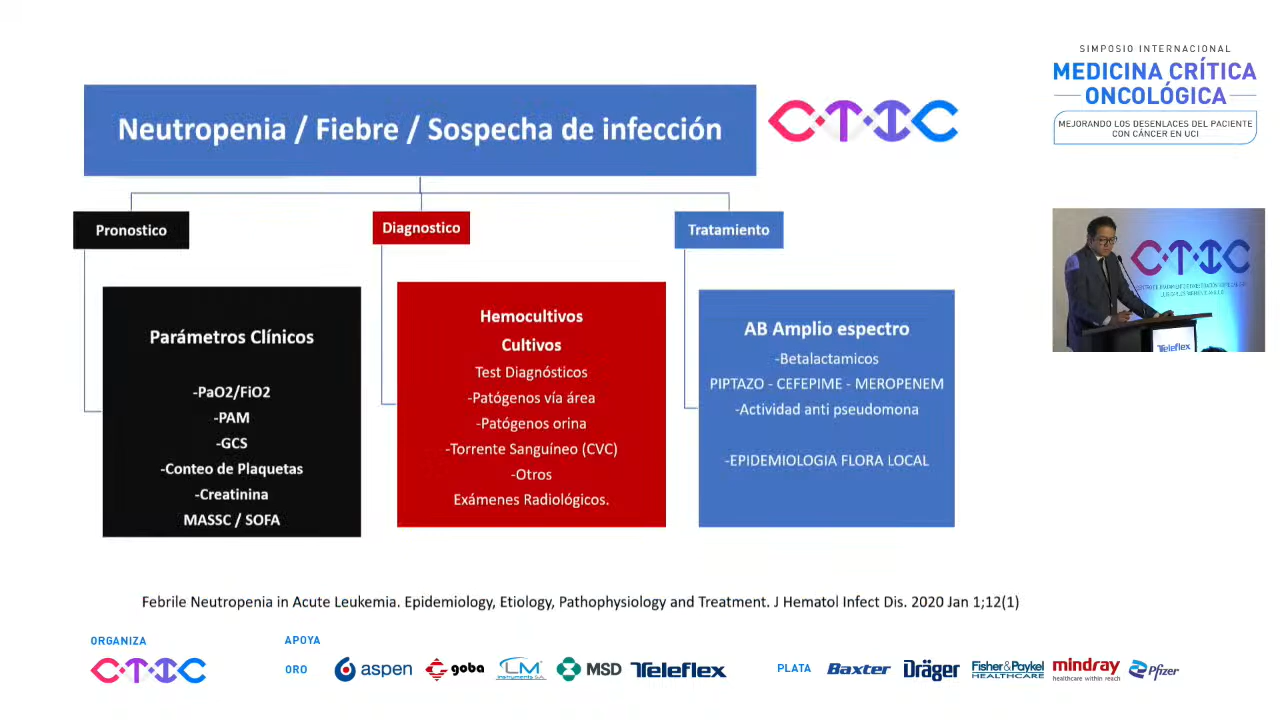 SIMPOSIO INTERNACIONAL
MEDICINA CRÍTICA
ONCOLÓGICA
MEJORANDO LOS DESENLACES DEL PACIENTE
CON CÁNCER EN UCI
Neutropenia / Fiebre / Sospecha de infección
CTIC
Pronostico
Diagnostico
Tratamiento
Parámetros Clínicos
-PaO2/FiO2
-PAM
-GCS
-Conteo de Plaquetas
-Creatinina
MASSC / SOFA
Hemocultivos
Cultivos
Test Diagnósticos
-Patógenos vía área
-Patógenos orina
-Torrente Sanguíneo (CVC)
-Otros
Exámenes Radiológicos.
AB Amplio espectro
-Betalactamicos
PIPTAZO - CEFEPIME - MEROPENEM
-Actividad anti pseudomona
-EPIDEMIOLOGIA FLORA LOCAL
CTIC
Teleflex
Febrile Neutropenia in Acute Leukemia. Epidemiology, Etiology, Pathophysiology and Treatment. J Hematol Infect Dis. 2020 Jan 1;12(1)
ORGANIZA
CTIC
APOYA
ORO
aspen
goba
LM
instruments S.A.
MSD
Teleflex
PLATA
Baxter
Dräger
Fisher&Paykel
HEALTHCARE
mindray
healthcare within reach
Pfizer